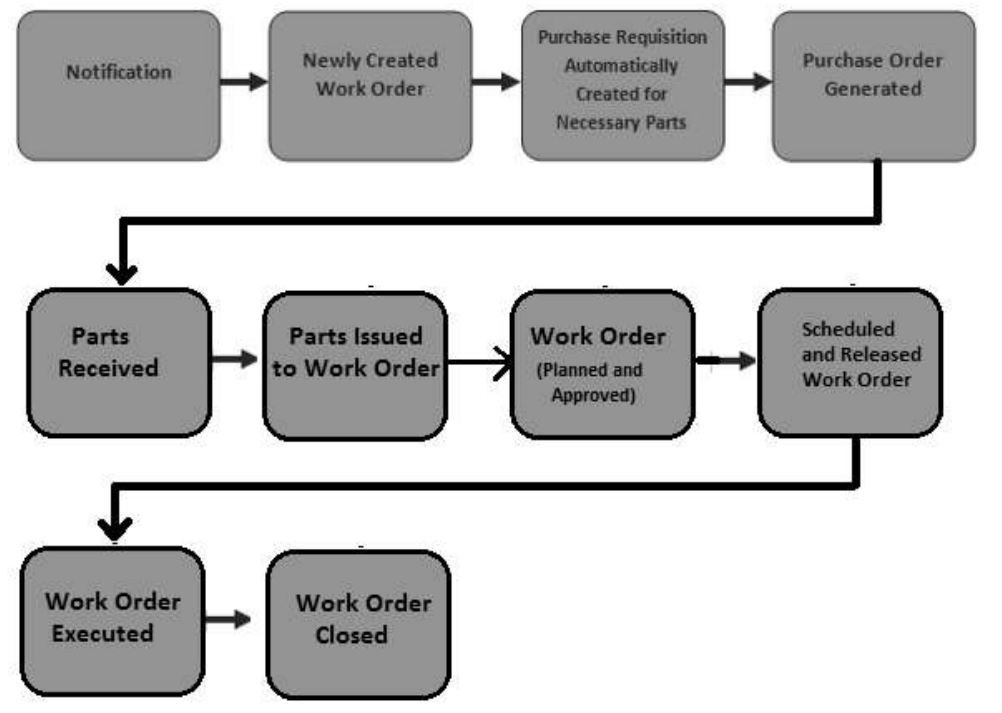 Notification
Newly Created
Work Order
Purchase Requisition
Automatically
Created for
Necessary Parts
Purchase Order
Generated
Parts
Received
Parts Issued
to Work Order
Work Order
(Planned and
Approved)
Scheduled
and Released
Work Order
Work Order
Executed
Work Order
Closed